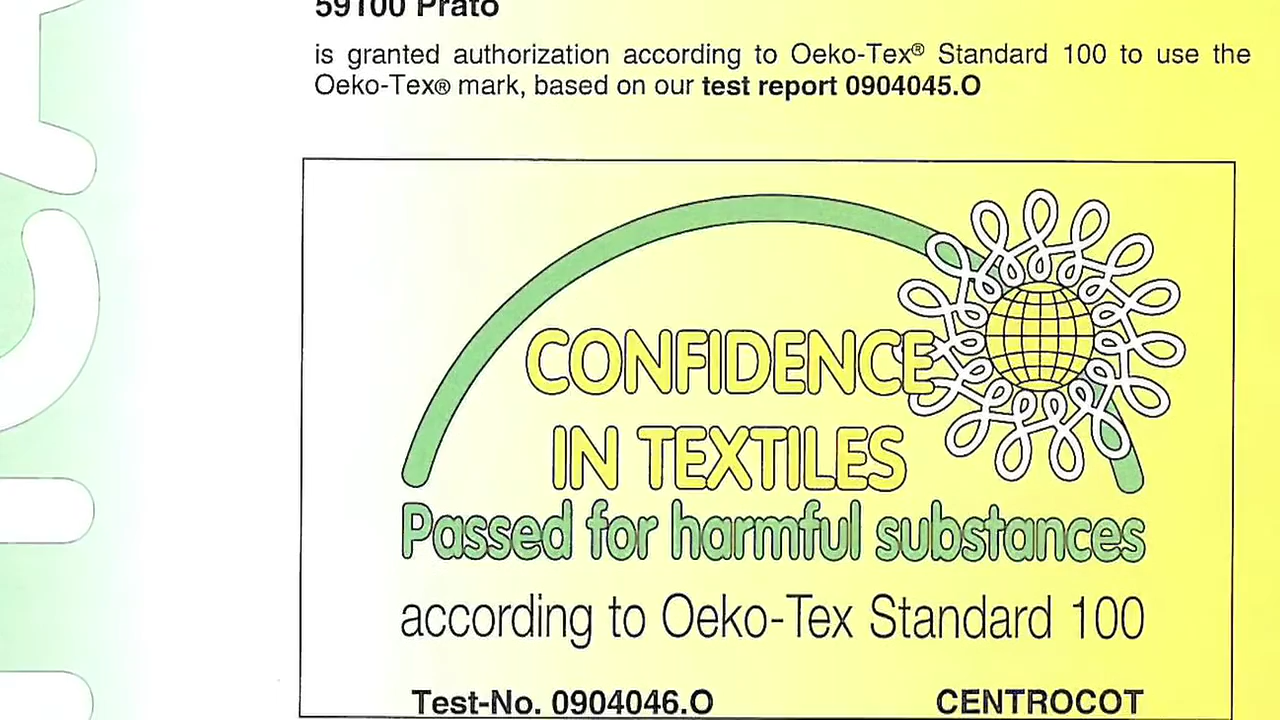 59100 Prato
is granted authorization according to Oeko-Tex® Standard 100 to use the
Oeko-Tex® mark, based on our test report 0904045.O
CONFIDENCE
IN TEXTILES
Passed for harmful substances
according to Oeko-Tex Standard 100
Test-No. 0904046.O CENTROCOT